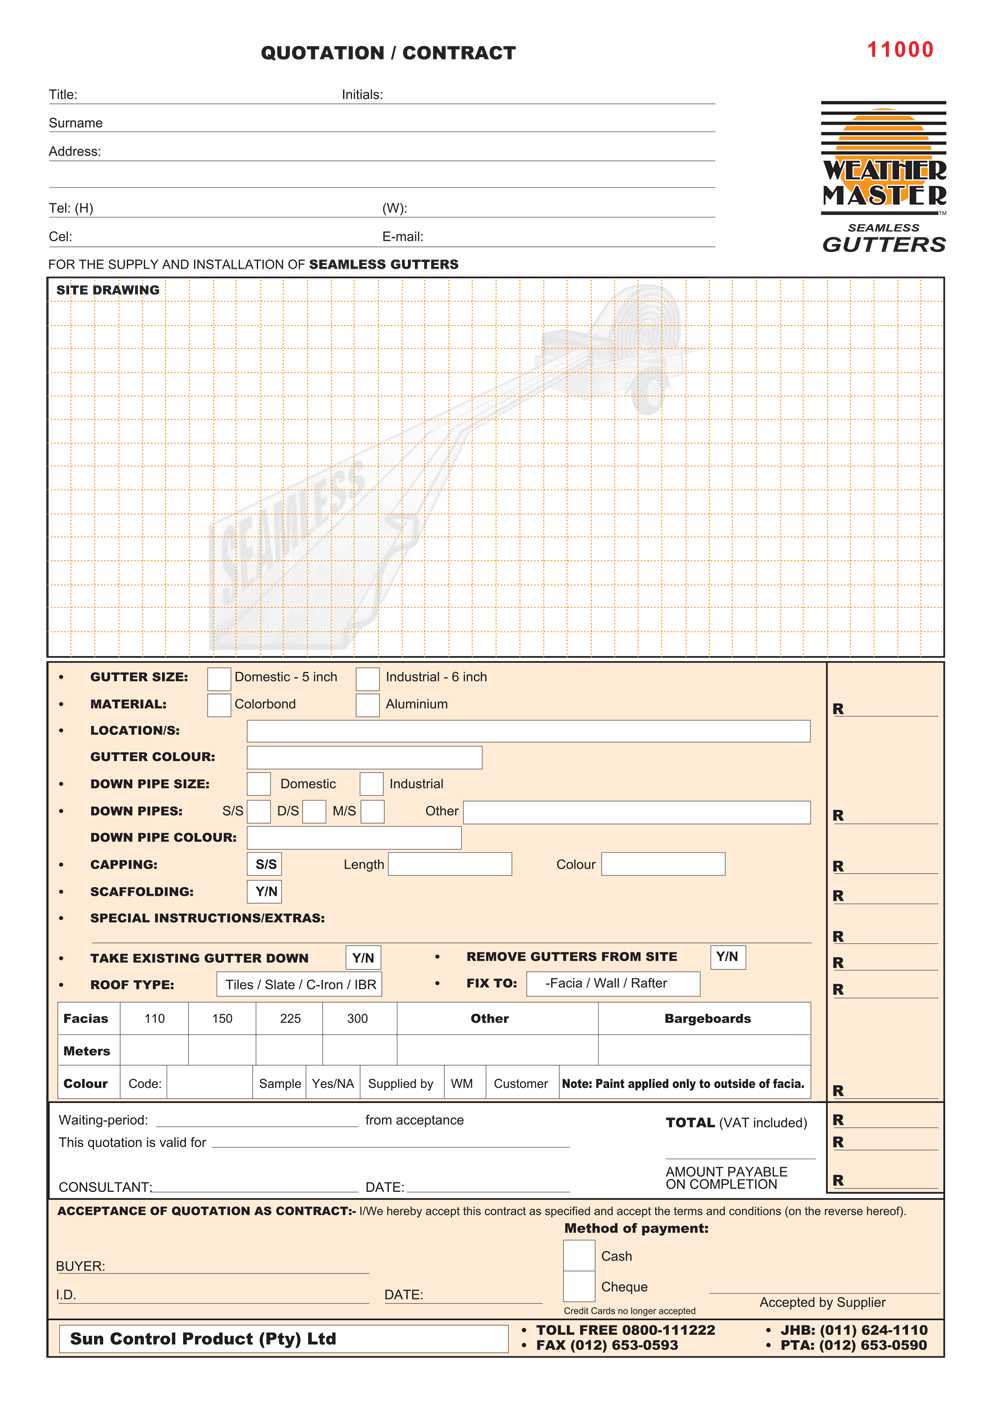 QUOTATION / CONTRACT
11000
Title: Initials:
Surname
Address:
Tel: (H) (W):
Cel: E-mail:
WEATHER
MASTER
TM
SEAMLESS
GUTTERS
FOR THE SUPPLY AND INSTALLATION OF SEAMLESS GUTTERS
SITE DRAWING
SEAMLESS
• GUTTER SIZE: Domestic - 5 inch Industrial - 6 inch
• MATERIAL: Colorbond Aluminium R
• LOCATION/S:
GUTTER COLOUR:
• DOWN PIPE SIZE: Domestic Industrial
• DOWN PIPES: S/S D/S M/S Other R
DOWN PIPE COLOUR:
• CAPPING: S/S Length Colour R
• SCAFFOLDING: Y/N R
• SPECIAL INSTRUCTIONS/EXTRAS:
R
• TAKE EXISTING GUTTER DOWN Y/N • REMOVE GUTTERS FROM SITE Y/N R
• ROOF TYPE: Tiles / Slate / C-Iron / IBR • FIX TO: -Facia / Wall / Rafter R
Facias 110 150 225 300 Other Bargeboards
Meters
Colour Code: Sample Yes/NA Supplied by WM Customer Note: Paint applied only to outside of facia. R
Waiting-period: from acceptance TOTAL (VAT included) R
This quotation is valid for R
AMOUNT PAYABLE
ON COMPLETION R
CONSULTANT: DATE:
ACCEPTANCE OF QUOTATION AS CONTRACT:- I/We hereby accept this contract as specified and accept the terms and conditions (on the reverse hereof).
Method of payment:
Cash
BUYER:
Cheque
I.D. DATE:
Accepted by Supplier
Credit Cards no longer accepted
Sun Control Product (Pty) Ltd
• TOLL FREE 0800-111222 • JHB: (011) 624-1110
• FAX (012) 653-0593 • PTA: (012) 653-0590